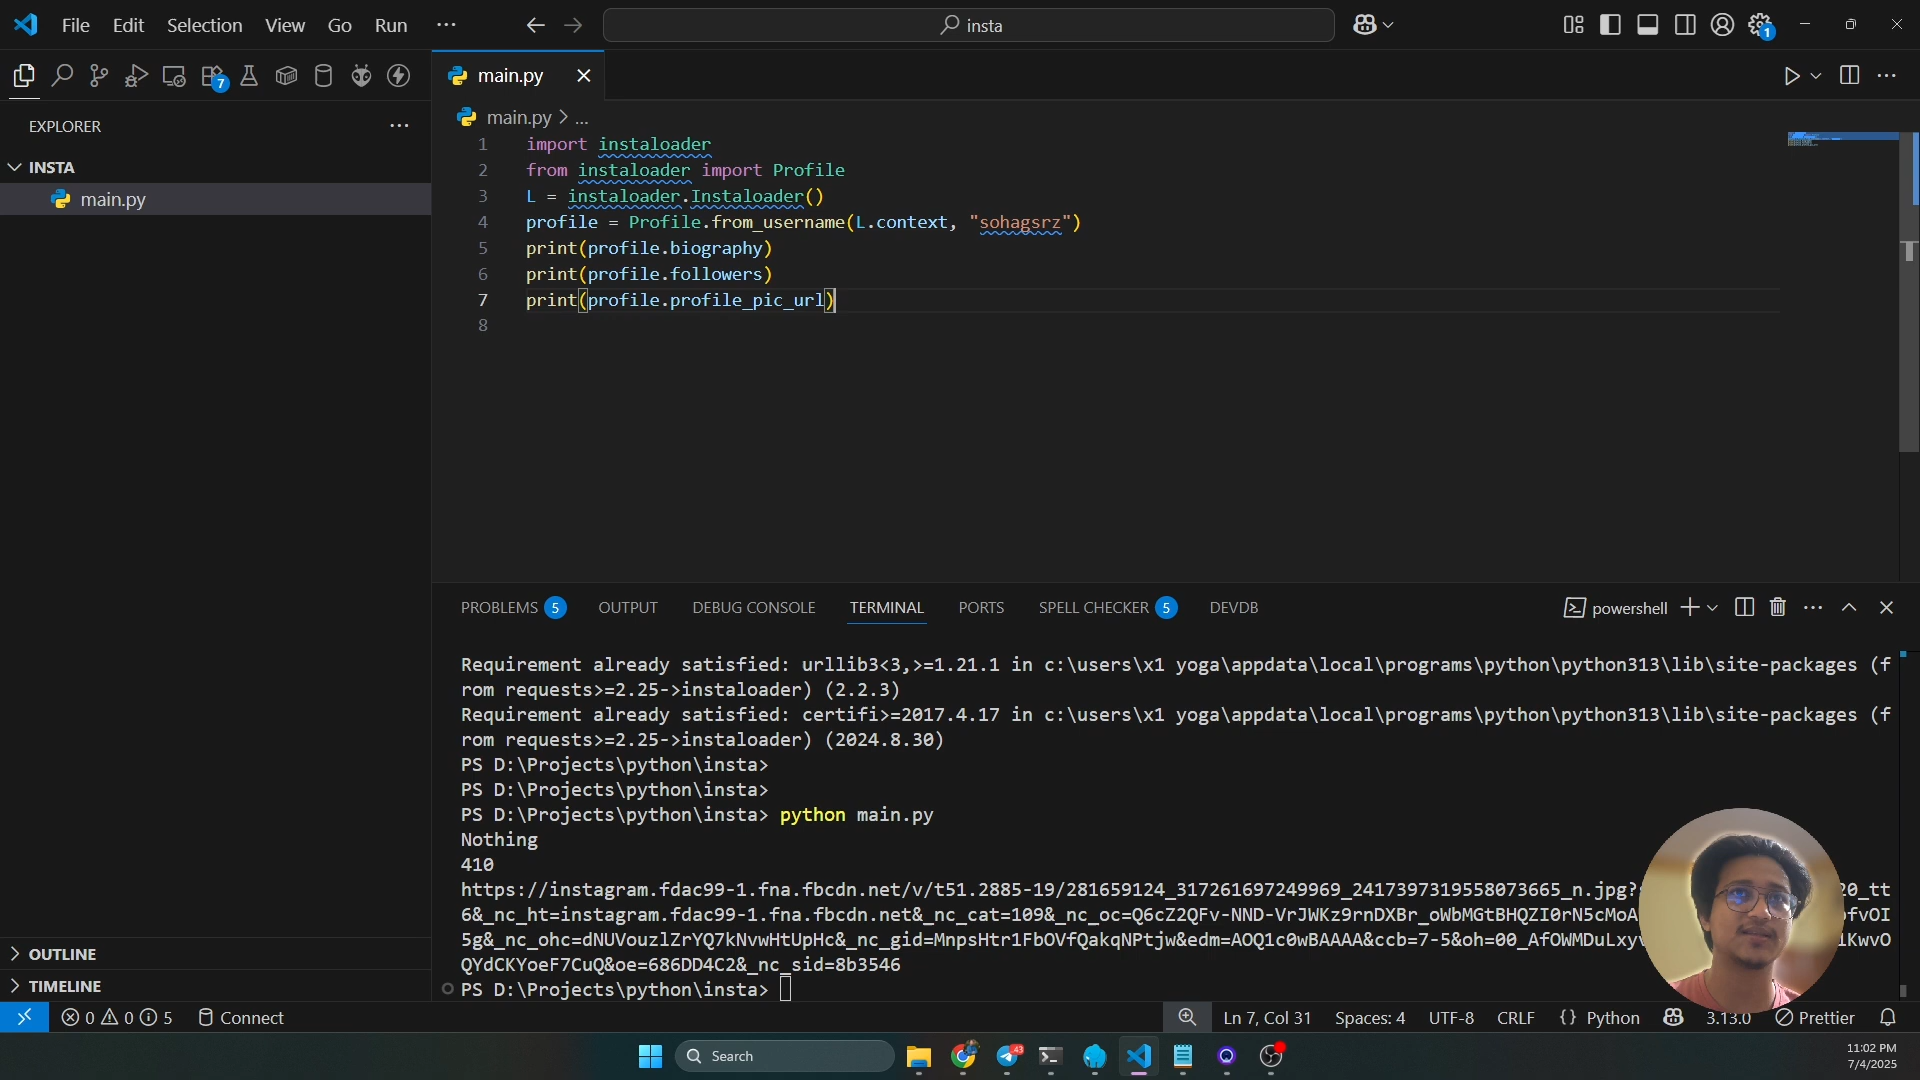 File Edit Selection View Go Run ···
insta
1
7
main.py
EXPLORER
main.py > ...
INSTA
main.py
1 import instaloader
2 from instaloader import Profile
3 L = instaloader.Instaloader()
4 profile = Profile.from_username(L.context, "sohagsrz")
5 print(profile.biography)
6 print(profile.followers)
7 print(profile.profile_pic_url)
8
PROBLEMS 5 OUTPUT DEBUG CONSOLE TERMINAL PORTS SPELL CHECKER 5 DEVDB
powershell
Requirement already satisfied: urllib3<3,>=1.21.1 in c:\users\x1 yoga\appdata\local\programs\python\python313\lib\site-packages (f
rom requests>=2.25->instaloader) (2.2.3)
Requirement already satisfied: certifi>=2017.4.17 in c:\users\x1 yoga\appdata\local\programs\python\python313\lib\site-packages (f
rom requests>=2.25->instaloader) (2024.8.30)
PS D:\Projects\python\insta>
PS D:\Projects\python\insta>
PS D:\Projects\python\insta> python main.py
Nothing
410
https://instagram.fdac99-1.fna.fbcdn.net/v/t51.2885-19/281659124_317261697249969_2417397319558073665_n.jpg? 20_tt
6&_nc_ht=instagram.fdac99-1.fna.fbcdn.net&_nc_cat=109&_nc_oc=Q6cZ2QFv-NND-VrJWKz9rnDXBr_oWbMGtBHQZI0rN5cMoA fvOI
5g&_nc_ohc=dNUVouzlZrYQ7kNvwHtUpHc&_nc_gid=MnpsHtr1FbOVfQakqNPtjw&edm=AOQ1c0wBAAAA&ccb=7-5&oh=00_AfOWMDuLxy KwvO
QYdCKYoeF7CuQ&oe=686DD4C2&_nc_sid=8b3546
PS D:\Projects\python\insta>
OUTLINE
TIMELINE
0 0 5 Connect
Ln 7, Col 31 Spaces: 4 UTF-8 CRLF {} Python 3.13.0 Prettier
Search
43
11:02 PM
7/4/2025